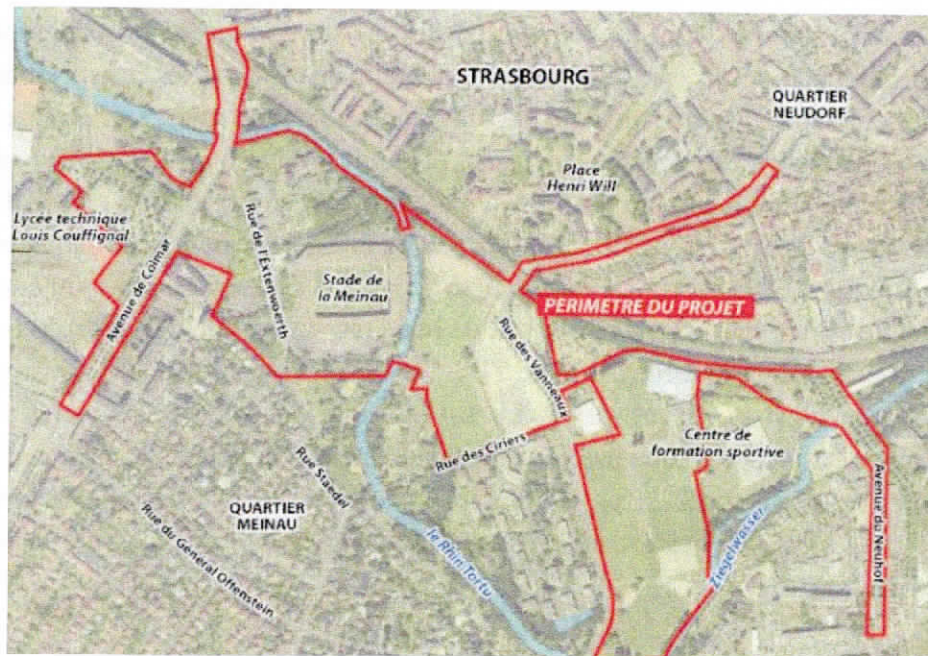 STRASBOURG
QUARTIER
NEUDORF
Place
Henri Will
Lycée technique
Louis Couffignal
Avenue de Colmar
Rue de l'Extenwoerth
Stade de
la Meinau
PERIMETRE DU PROJET
Rue des Vanneaux
Rue des Ciriers
Centre de
formation sportive
Rue Staedel
QUARTIER
MEINAU
Rue du General Offenstein
le Rhin Tortu
Ziegelwasser
Avenue du Neuhof